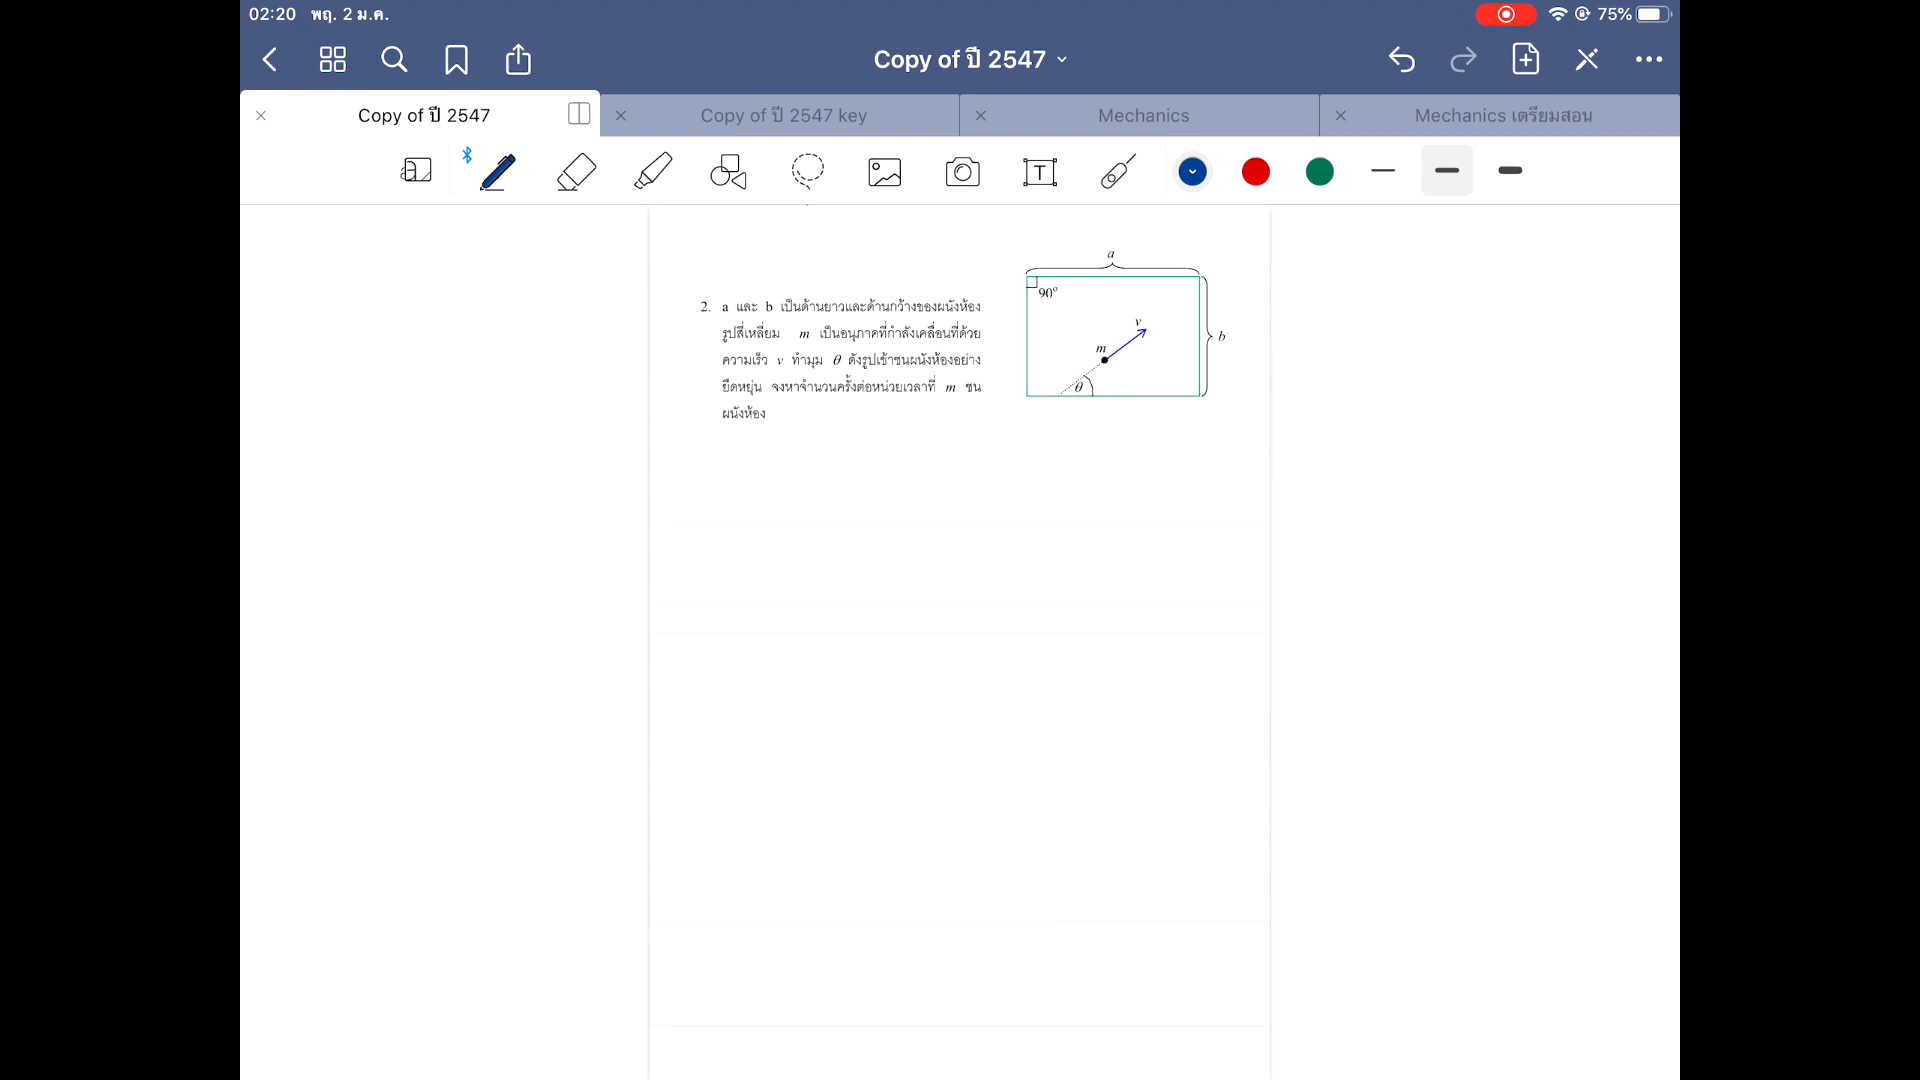 02:20 พฤ. 2 ม.ค.
75%
Copy of ปี 2547
Copy of ปี 2547
Copy of ปี 2547 key
Mechanics
Mechanics เตรียมสอน
a
T
a
90°
2. a และ b เป็นด้านยาวและด้านกว้างของผนังห้อง
รูปสี่เหลี่ยม m เป็นอนุภาคที่กำลังเคลื่อนที่ด้วย
ความเร็ว v ทำมุม θ ดังรูปเข้าชนผนังห้องอย่าง
ยืดหยุ่น จงหาจำนวนครั้งต่อหน่วยเวลาที่ m ชน
ผนังห้อง
v
b
m
θ